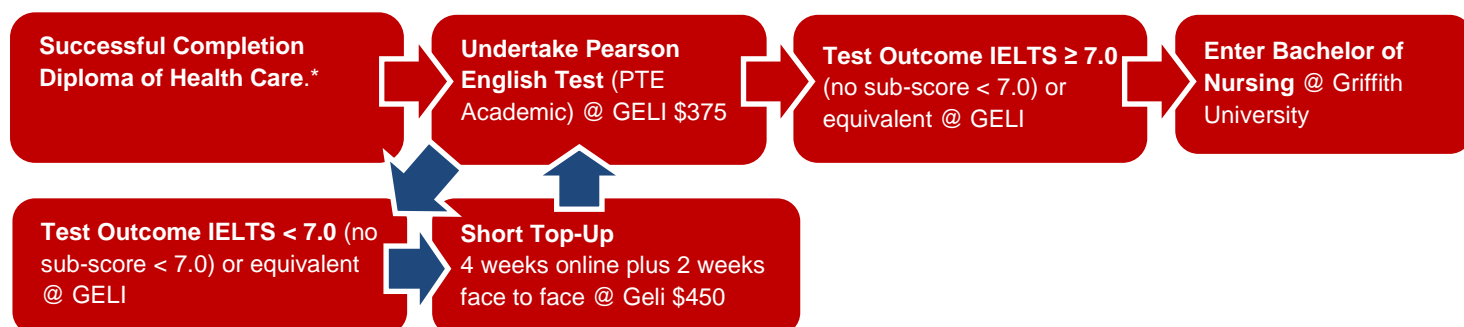 Successful Completion
Diploma of Health Care.*
Undertake Pearson
English Test (PTE
Academic) @ GELI $375
Test Outcome IELTS ≥ 7.0
(no sub-score < 7.0) or
equivalent @ GELI
Enter Bachelor of
Nursing @ Griffith
University
Test Outcome IELTS < 7.0 (no
sub-score < 7.0) or equivalent
@ GELI
Short Top-Up
4 weeks online plus 2 weeks
face to face @ Geli $450